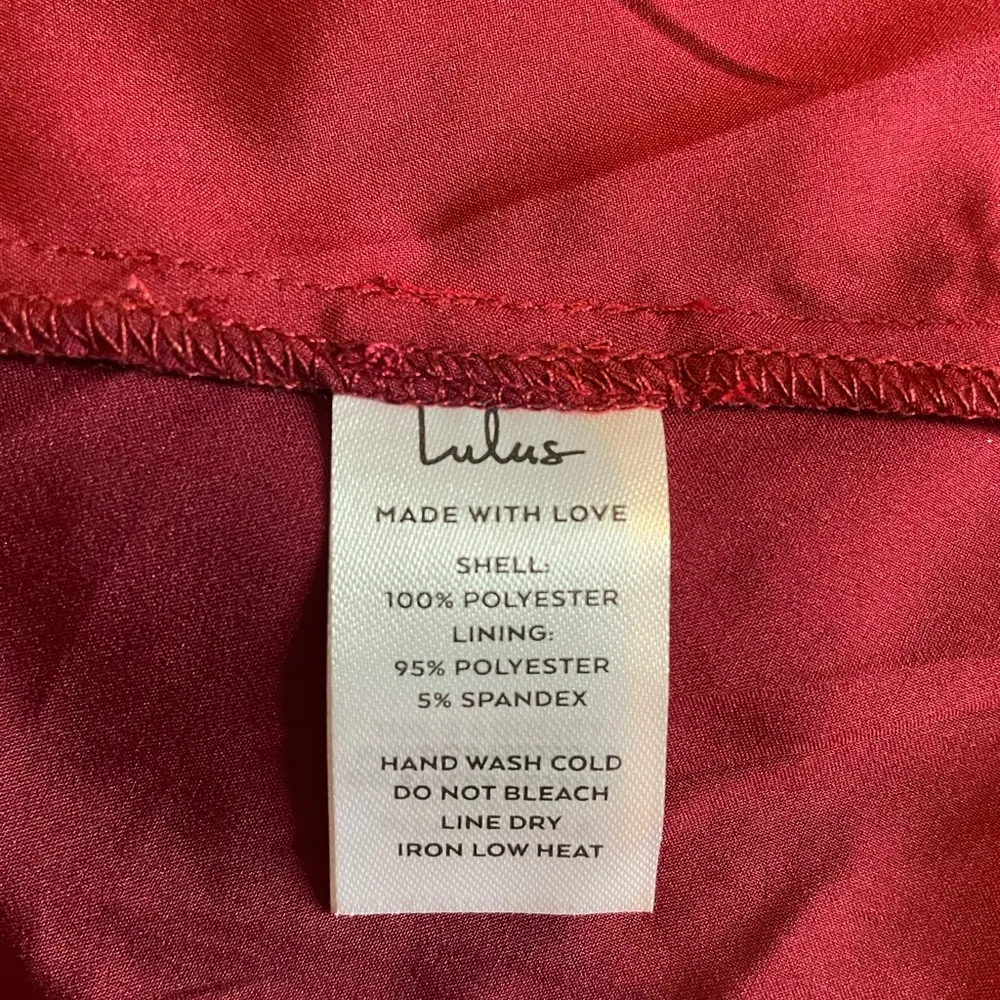 Lulus
MADE WITH LOVE
SHELL:
100% POLYESTER
LINING:
95% POLYESTER
5% SPANDEX
HAND WASH COLD
DO NOT BLEACH
LINE DRY
IRON LOW HEAT